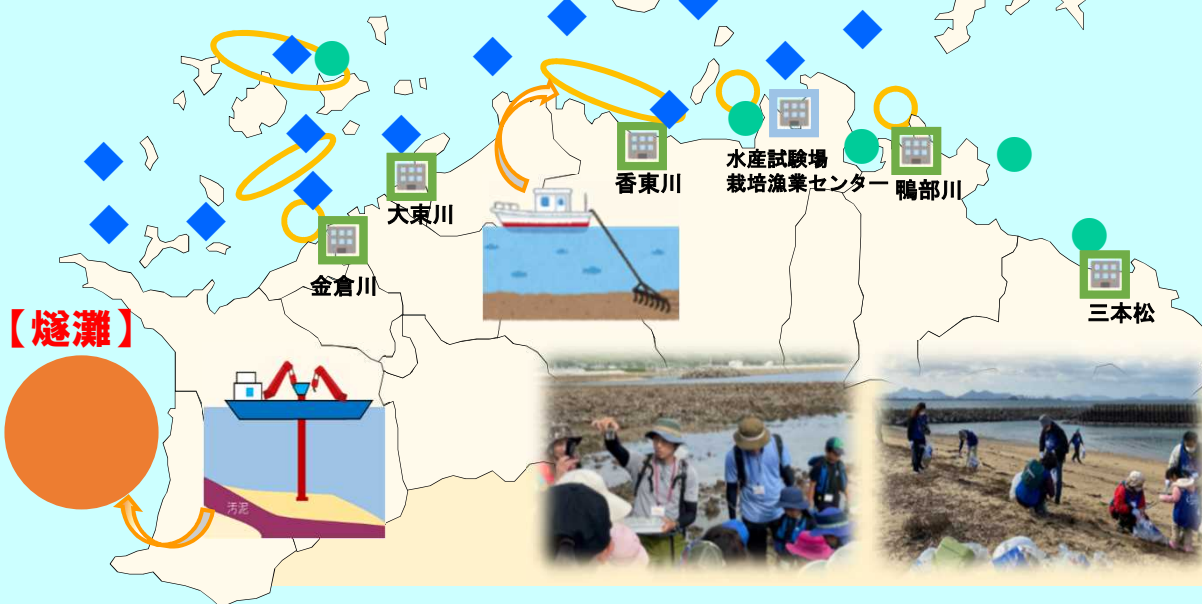 水産試験場
栽培漁業センター
香東川
鴨部川
大束川
金倉川
三本松
【燧灘】
汚泥